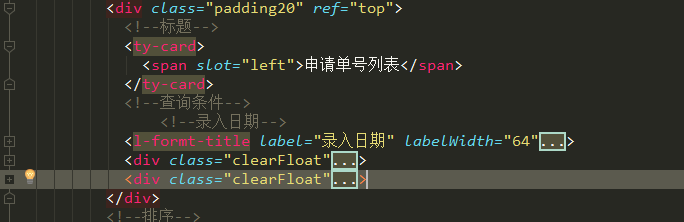 <div class="padding20" ref="top">
<!--标题-->
<ty-card>
<span slot="left">申请单号列表</span>
</ty-card>
<!--查询条件-->
<!--录入日期-->
<l-formt-title label="录入日期" labelWidth="64"...>
<div class="clearFloat"...>
<div class="clearFloat"...>
</div>
<!--排序-->